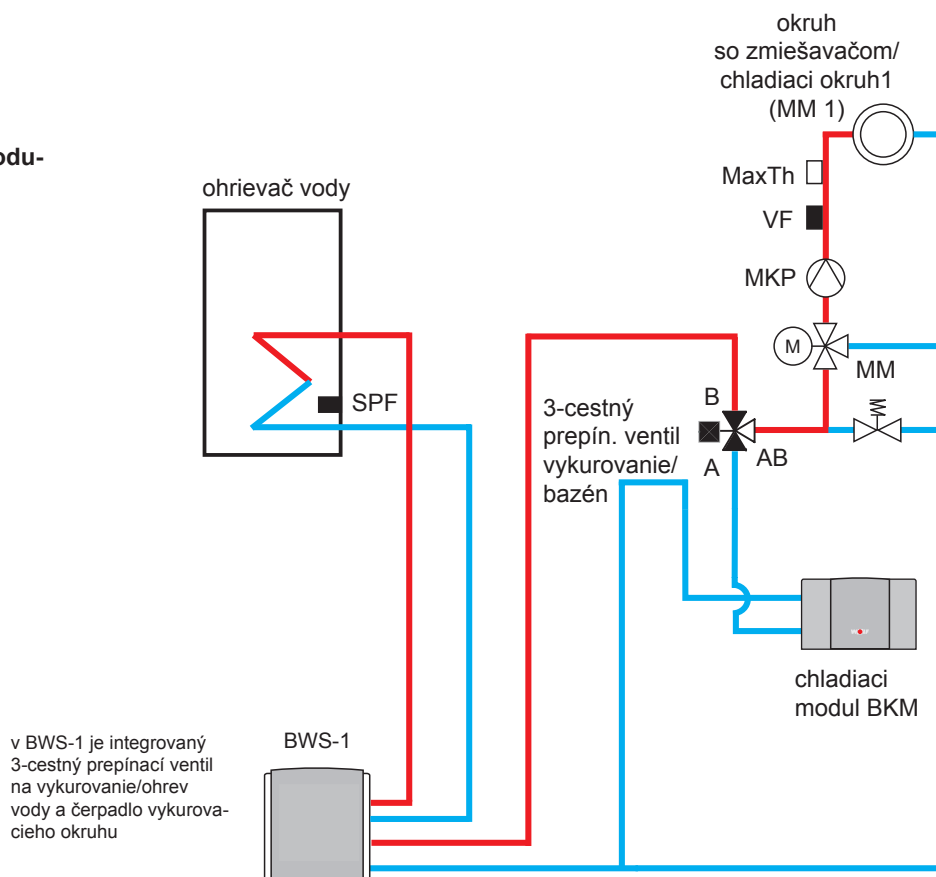 okruh
so zmiešavačom/
chladiaci okruh1
(MM 1)
odu-
ohrievač vody
MaxTh
VF
MKP
M
MM
SPF
3-cestný
prepín. ventil
vykurovanie/
bazén
B
A
AB
chladiaci
modul BKM
v BWS-1 je integrovaný
3-cestný prepínací ventil
na vykurovanie/ohrev
vody a čerpadlo vykurova-
cieho okruhu
BWS-1